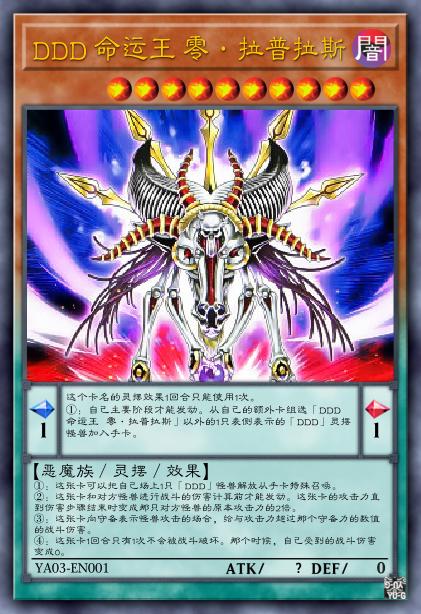 DDD 命运王 零·拉普拉斯 闇
这个卡名的灵摆效果1回合只能使用1次。
①：自己主要阶段才能发动。从自己的额外卡组选「DDD
命运王 零·拉普拉斯」以外的1只表侧表示的「DDD」灵摆
怪兽加入手卡。
1 1
【恶魔族／灵摆／效果】
①：这张卡可以把自己场上1只「DDD」怪兽解放从手卡特殊召唤。
②：这张卡和对方怪兽进行战斗的伤害计算前才能发动。这张卡的攻击力直
到伤害步骤结束时变成那只对方怪兽的原本攻击力的2倍。
③：这张卡向守备表示怪兽攻击的场合，给与攻击力超过那个守备力的数值
的战斗伤害。
④：这张卡1回合只有1次不会被战斗破坏。那个时候，自己受到的战斗伤害
变成0。
YA03-EN001 ATK/ ? DEF/ 0